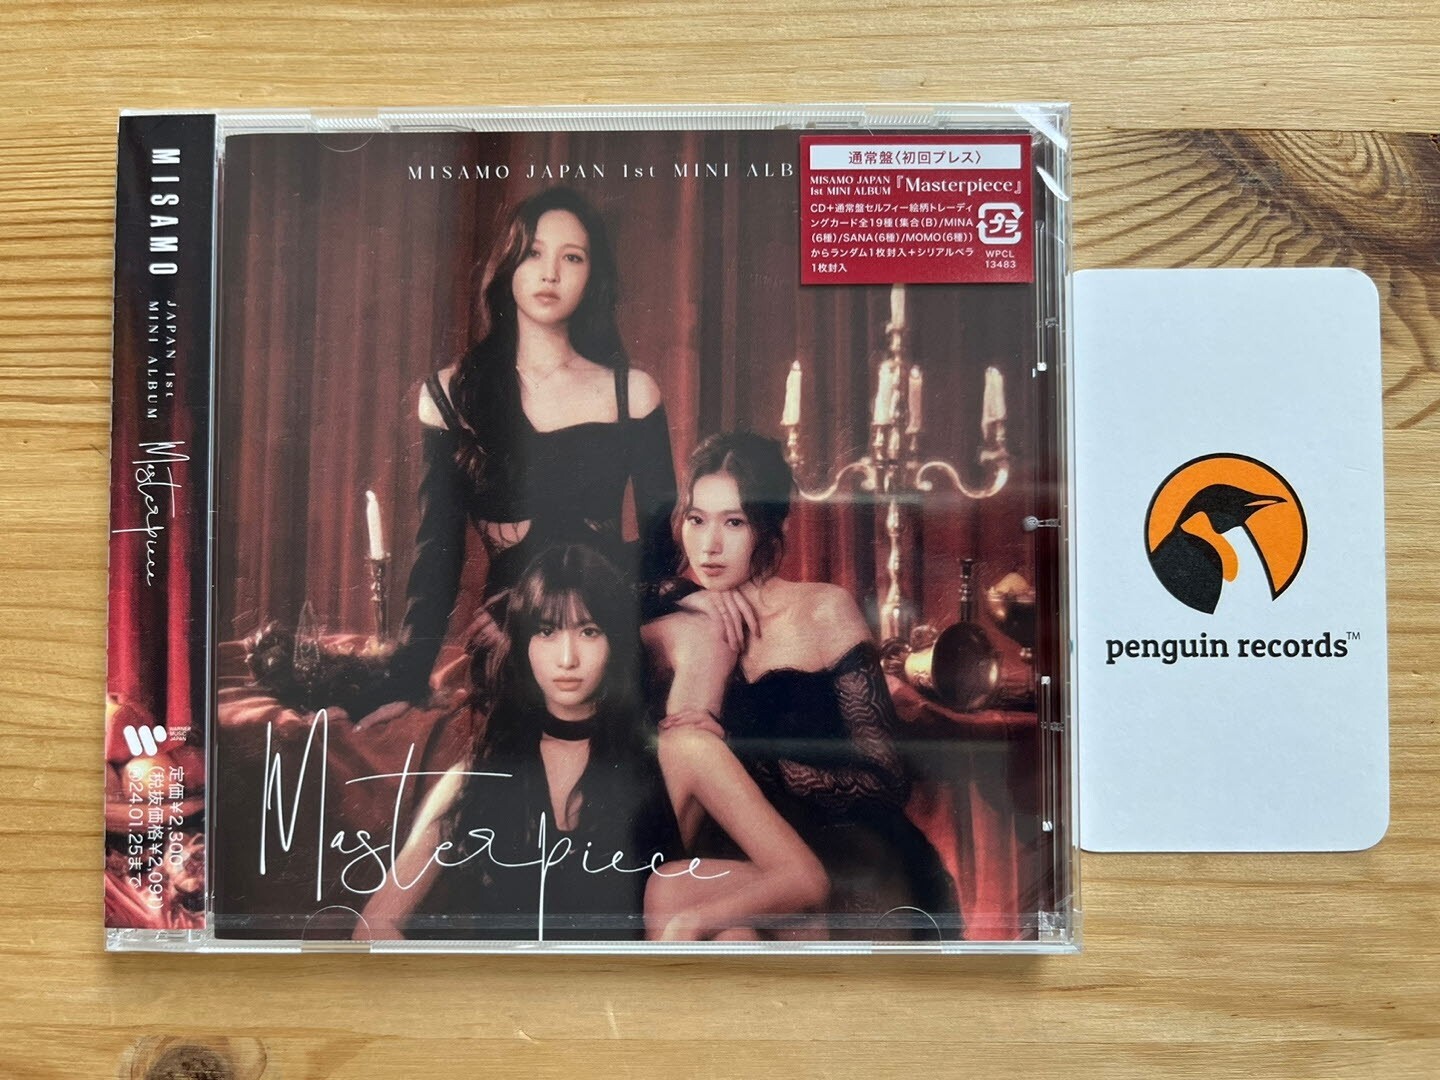 MISAMO
JAPAN 1st
MINI ALBUM
Masterpiece
WARNER
MUSIC
JAPAN
定価¥2,300
(税抜価格¥2,091)
24.01.25まで
MISAMO JAPAN 1st MINI ALB
通常盤〈初回プレス〉
MISAMO JAPAN
1st MINI ALBUM『Masterpiece』
CD+通常盤セルフィー絵柄トレーディ
ングカード全19種(集合(B)/MINA
(6種)/SANA(6種)/MOMO(6種))
からランダム1枚封入+シリアルペラ
1枚封入
プラ
WPCL
13483
Masterpiece
penguin records™